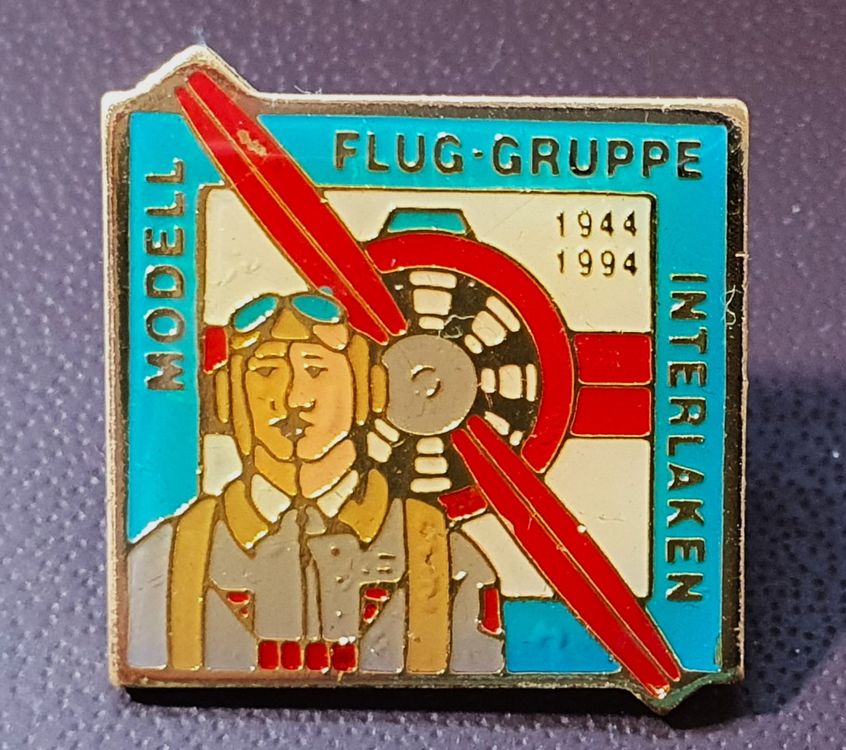 MODELL
FLUG-GRUPPE
INTERLAKEN
1944
1994